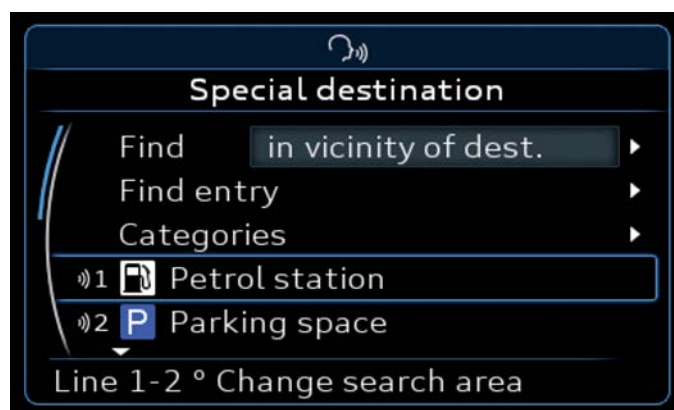 Special destination
Find in vicinity of dest.
Find entry
Categories
1 Petrol station
2 P Parking space
Line 1-2 ° Change search area